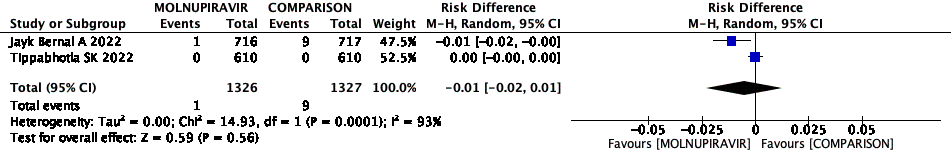 MOLNUPIRAVIR COMPARISON Risk Difference Risk Difference
Study or Subgroup Events Total Events Total Weight M-H, Random, 95% CI M-H, Random, 95% CI
Jayk Bernal A 2022 1 716 9 717 47.5% −0.01 [−0.02, −0.00]
Tippabhotla SK 2022 0 610 0 610 52.5% 0.00 [−0.00, 0.00]
Total (95% CI) 1326 1327 100.0% −0.01 [−0.02, 0.01]
Total events 1 9
Heterogeneity: Tau² = 0.00; Chi² = 14.93, df = 1 (P = 0.0001); I² = 93%
Test for overall effect: Z = 0.59 (P = 0.56)
−0.05 −0.025 0 0.025 0.05
Favours [MOLNUPIRAVIR] Favours [COMPARISON]